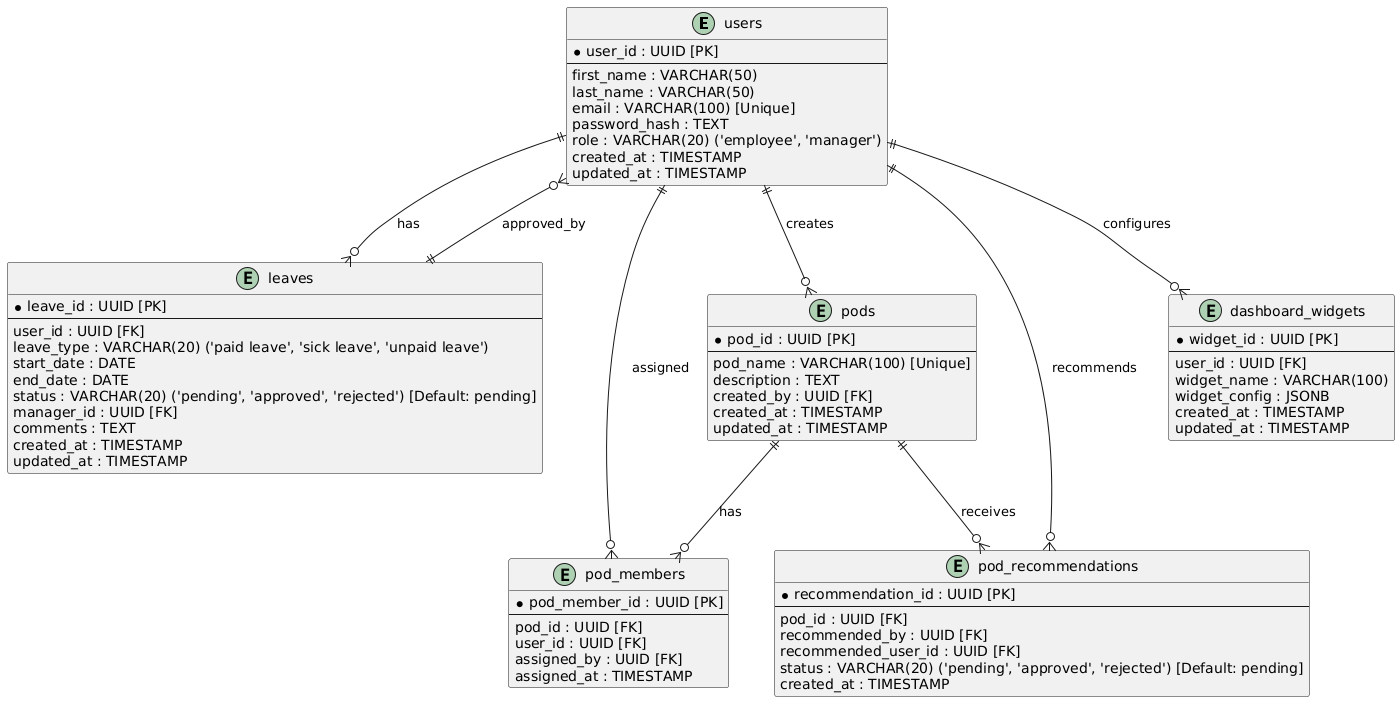 E users
* user_id : UUID [PK]
first_name : VARCHAR(50)
last_name : VARCHAR(50)
email : VARCHAR(100) [Unique]
password_hash : TEXT
role : VARCHAR(20) ('employee', 'manager')
created_at : TIMESTAMP
updated_at : TIMESTAMP
has
approved_by
creates
configures
E leaves
* leave_id : UUID [PK]
user_id : UUID [FK]
leave_type : VARCHAR(20) ('paid leave', 'sick leave', 'unpaid leave')
start_date : DATE
end_date : DATE
status : VARCHAR(20) ('pending', 'approved', 'rejected') [Default: pending]
manager_id : UUID [FK]
comments : TEXT
created_at : TIMESTAMP
updated_at : TIMESTAMP
assigned
E pods
* pod_id : UUID [PK]
pod_name : VARCHAR(100) [Unique]
description : TEXT
created_by : UUID [FK]
created_at : TIMESTAMP
updated_at : TIMESTAMP
recommends
E dashboard_widgets
* widget_id : UUID [PK]
user_id : UUID [FK]
widget_name : VARCHAR(100)
widget_config : JSONB
created_at : TIMESTAMP
updated_at : TIMESTAMP
has
receives
E pod_members
* pod_member_id : UUID [PK]
pod_id : UUID [FK]
user_id : UUID [FK]
assigned_by : UUID [FK]
assigned_at : TIMESTAMP
E pod_recommendations
* recommendation_id : UUID [PK]
pod_id : UUID [FK]
recommended_by : UUID [FK]
recommended_user_id : UUID [FK]
status : VARCHAR(20) ('pending', 'approved', 'rejected') [Default: pending]
created_at : TIMESTAMP